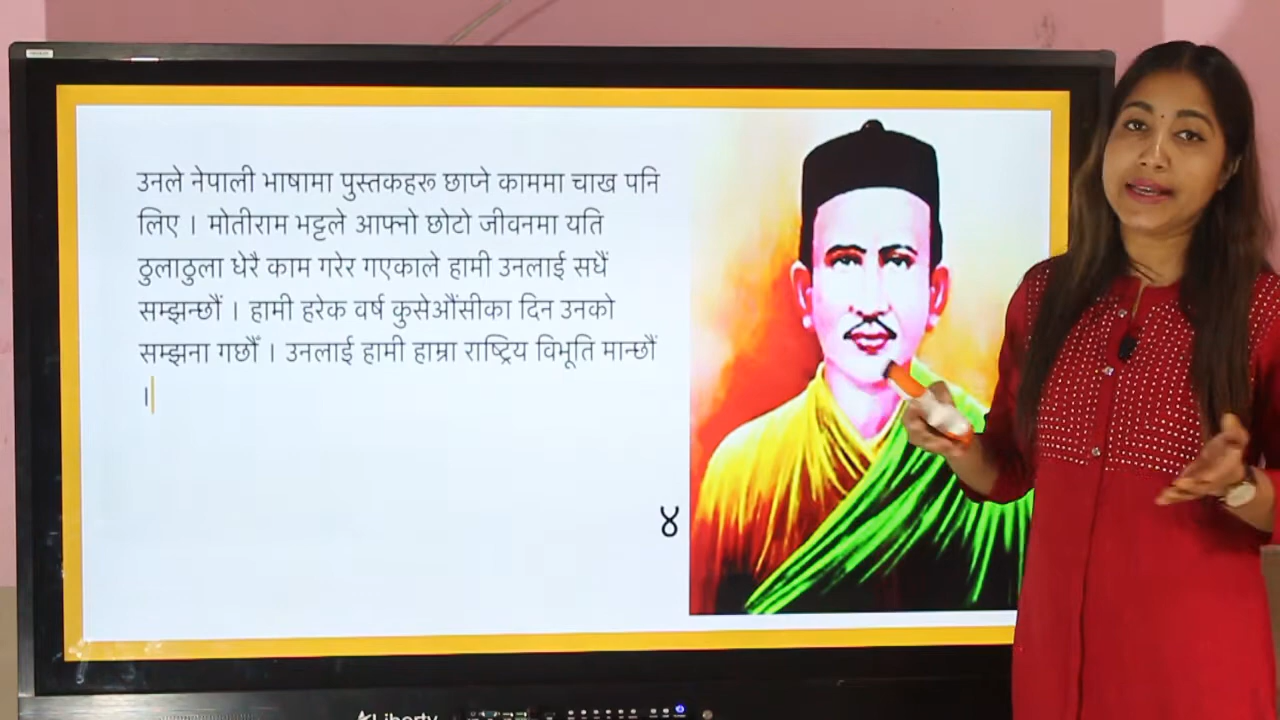 उनले नेपाली भाषामा पुस्तकहरू छाप्ने काममा चाख पनि
लिए । मोतीराम भट्टले आफ्नो छोटो जीवनमा यति
ठुलाठुला धेरै काम गरेर गएकाले हामी उनलाई सधैं
सम्झन्छौं । हामी हरेक वर्ष कुसेऔंसीका दिन उनको
सम्झना गर्छौं । उनलाई हामी हाम्रा राष्ट्रिय विभूति मान्छौं
।
४
Liberty